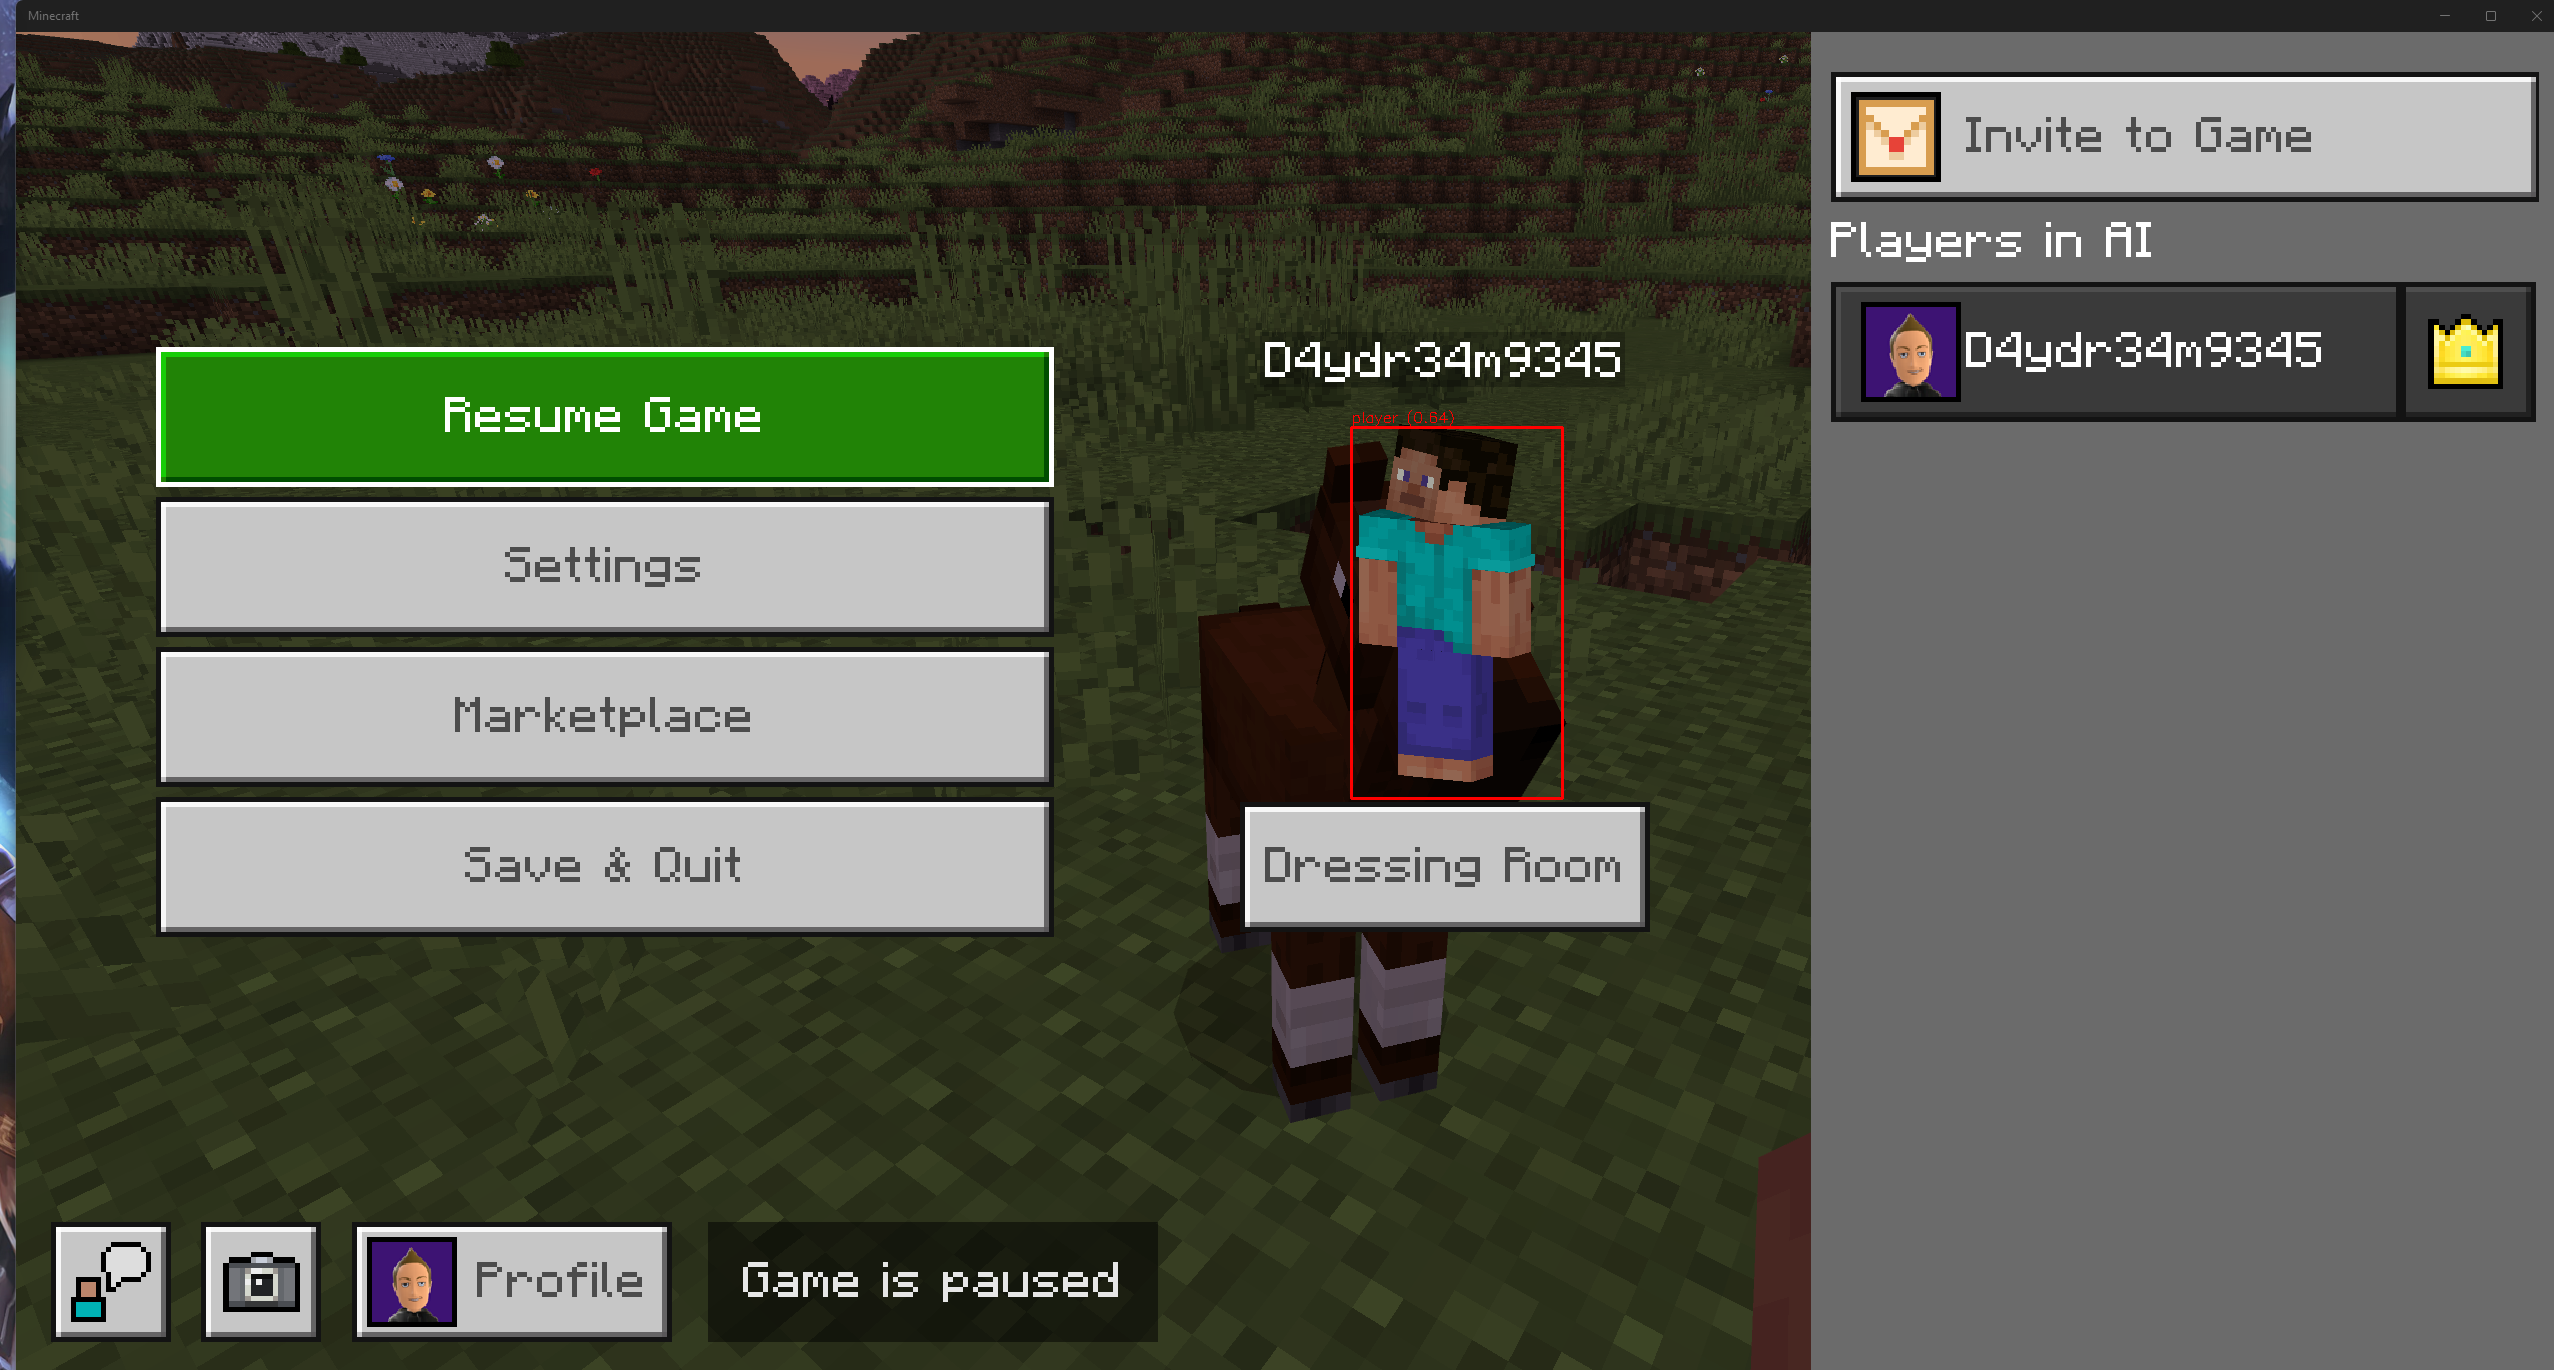 Minecraft
Invite to Game
Players in AI
D4ydr34m9345
D4ydr34m9345
player (0.64)
Resume Game
Settings
Marketplace
Save & Quit
Dressing Room
Profile
Game is paused